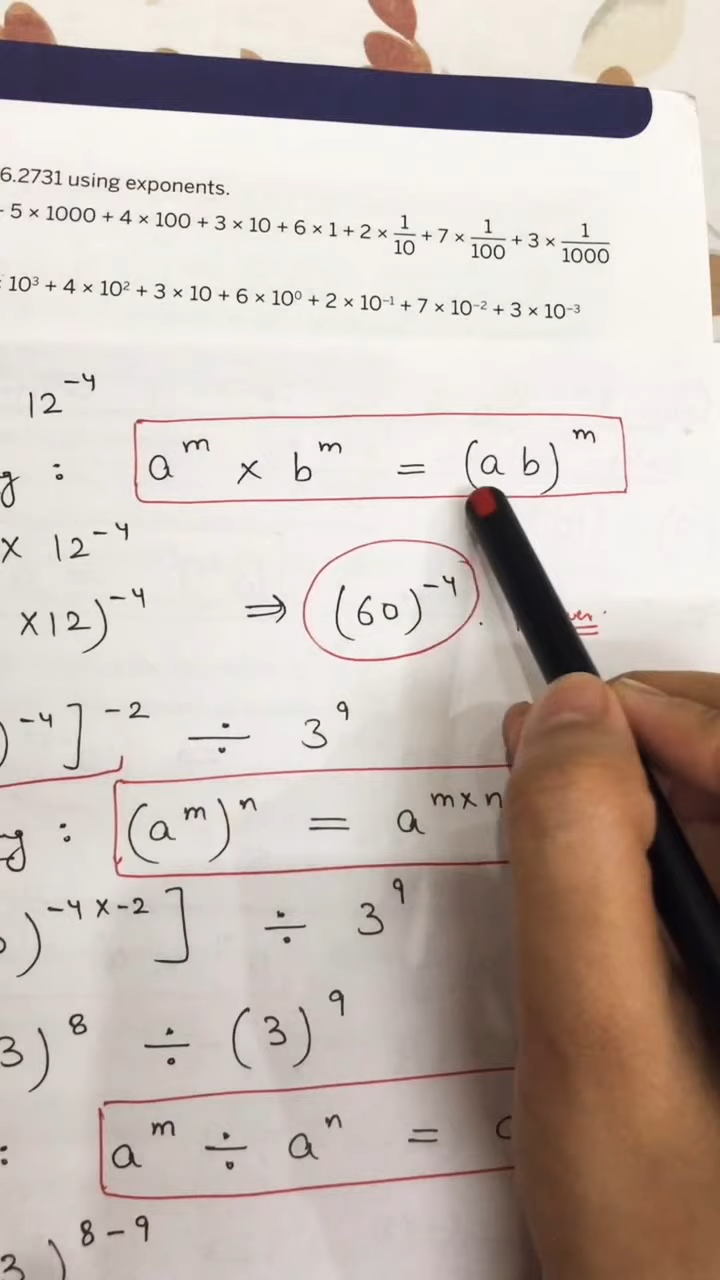 6.2731 using exponents.
5 × 1000 + 4 × 100 + 3 × 10 + 6 × 1 + 2 × 1/10 + 7 × 1/100 + 3 × 1/1000
10³ + 4 × 10² + 3 × 10 + 6 × 10⁰ + 2 × 10⁻¹ + 7 × 10⁻² + 3 × 10⁻³
12⁻⁴
: aᵐ × bᵐ = (a b)ᵐ
× 12⁻⁴
×12)⁻⁴ ⇒ (60)⁻⁴.
)⁻⁴]⁻² ÷ 3⁹
: (aᵐ)ⁿ = aᵐˣⁿ
)⁻⁴ ˣ ⁻²] ÷ 3⁹
3)⁸ ÷ (3)⁹
: aᵐ ÷ aⁿ =
3)⁸⁻⁹